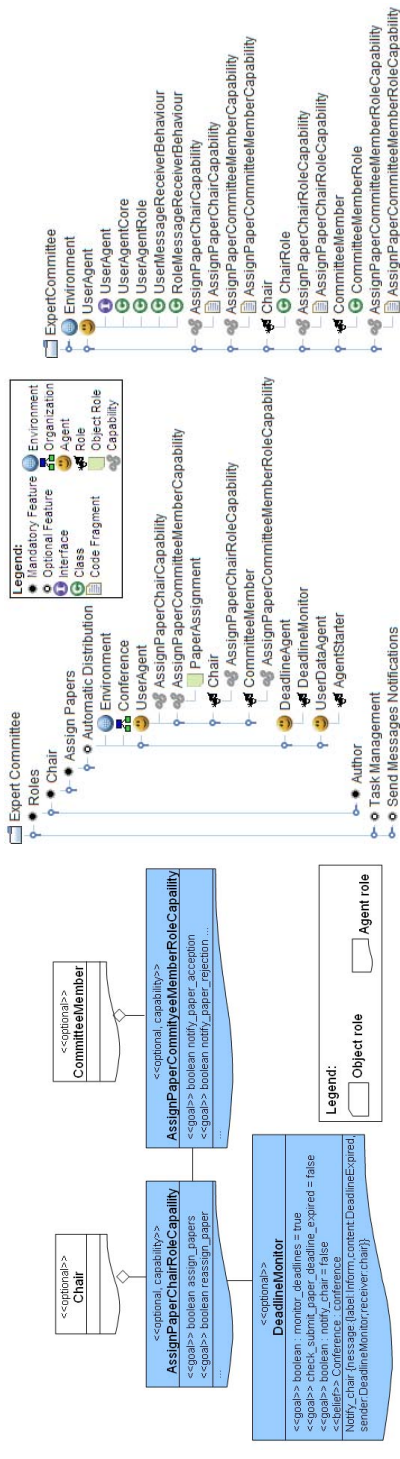 <<optional>>
Chair
<<optional, capability>>
AssignPaperChairRoleCapaility
<<goal>> boolean assign_papers
<<goal>> boolean reassign_paper
...
<<optional>>
CommitteeMember
<<optional, capability>>
AssignPaperCommityeeMemberRoleCapaility
<<goal>> boolean notify_paper_acception
<<goal>> boolean notify_paper_rejection ...
...
<<optional>>
DeadlineMonitor
<<goal>> boolean : monitor_deadlines = true
<<goal>> check_submit_paper_deadline_expired = false
<<goal>> boolean : notify_chair = false
<<belief>> Conference : conference
Notify_chair {message:{label:Inform,content:DeadlineExpired,
sender:DeadlineMonitor,receiver:chair}}
Legend:
Object role
Agent role
Expert Committee
Roles
Chair
Assign Papers
Automatic Distribution
Environment
Conference
UserAgent
AssignPaperChairCapability
AssignPaperCommitteeMemberCapability
PaperAssignment
Chair
AssignPaperChairRoleCapability
CommitteeMember
AssignPaperCommitteeMemberRoleCapability
DeadlineAgent
DeadlineMonitor
UserDataAgent
AgentStarter
Author
Task Management
Send Messages Notifications
Legend:
Mandatory Feature
Optional Feature
Interface
Class
Code Fragment
Environment
Organization
Agent
Role
Object Role
Capability
ExpertCommittee
Environment
UserAgent
UserAgent
UserAgentCore
UserAgentRole
UserMessageReceiverBehaviour
RoleMessageReceiverBehaviour
AssignPaperChairCapability
AssignPaperChairCapability
AssignPaperCommitteeMemberCapability
AssignPaperCommitteeMemberCapability
Chair
ChairRole
AssignPaperChairRoleCapability
AssignPaperChairRoleCapability
CommitteeMember
CommitteeMemberRole
AssignPaperCommitteeMemberRoleCapability
AssignPaperCommitteeMemberRoleCapability